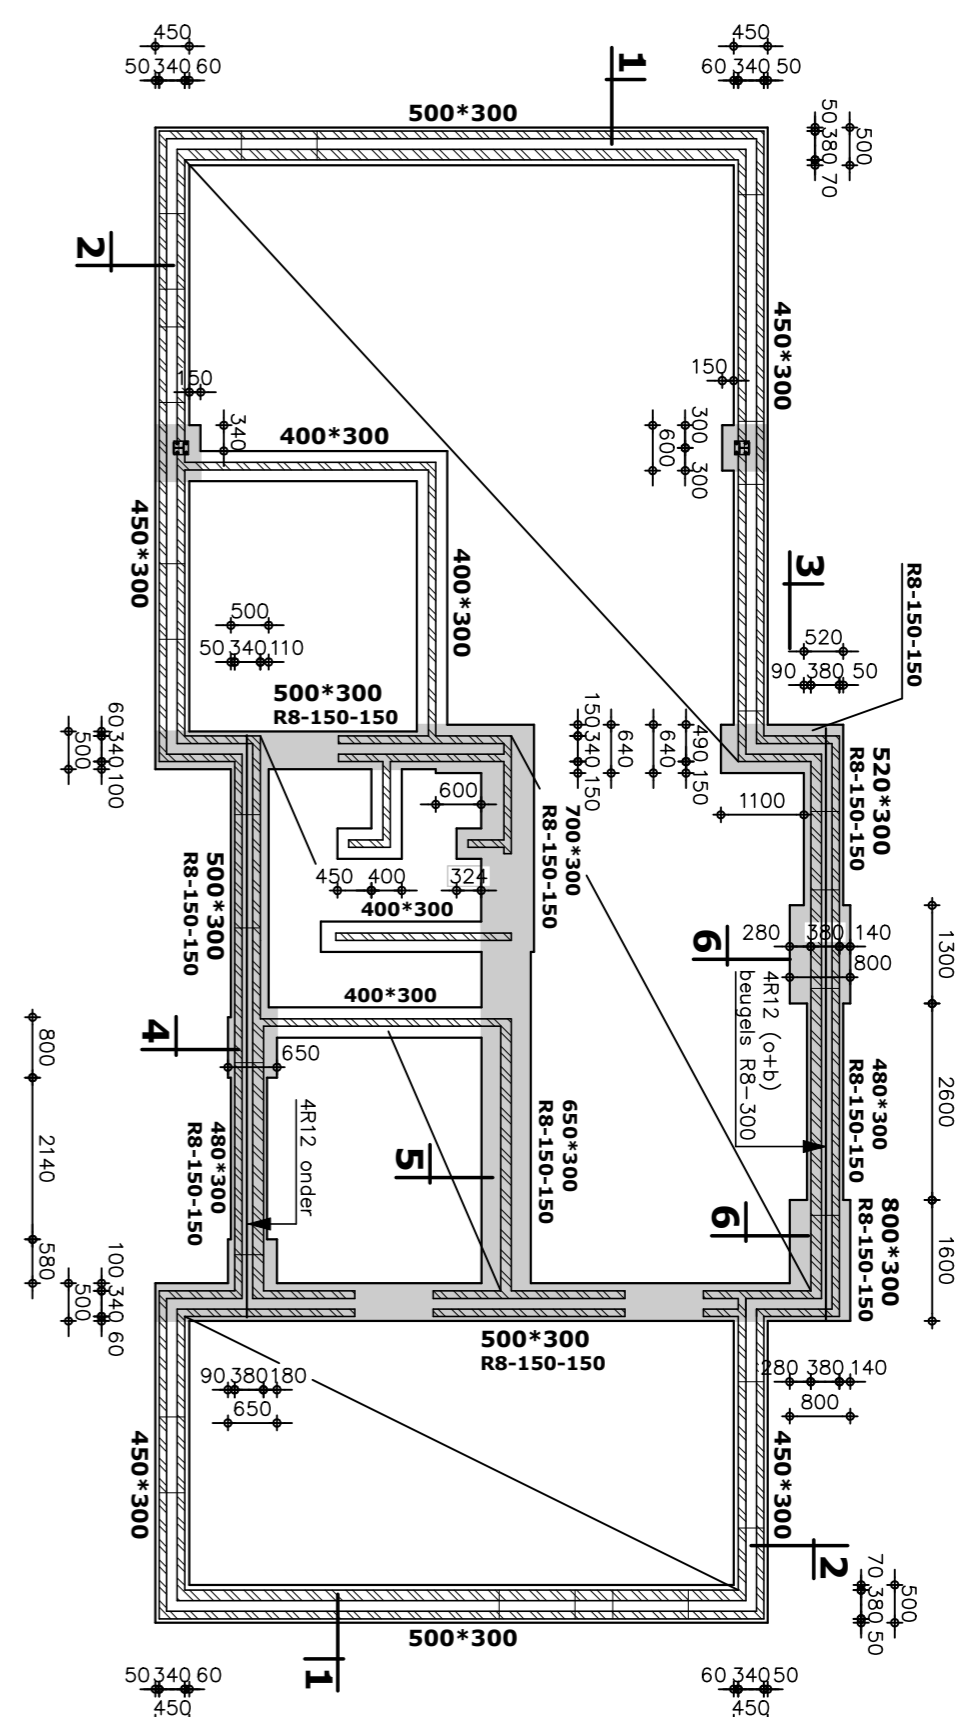 450
50 340 60
450
60 340 50
1
500*300
50 380 70
500
2
450*300
150
340
150
300
300
600
400*300
450*300
400*300
3
R8-150-150
500
50 340 110
520
90 380 50
500*300
R8-150-150
60 340 100
500
150 340 150
640
640
490 150
520*300
R8-150-150
600
1100
700*300
R8-150-150
500*300
R8-150-150
450
400
324
400*300
6
280 380 140
800
1300
400*300
4R12 (o+b)
beugels R8-300
4
650
800
2140
580
480*300
R8-150-150
2600
4R12 onder
480*300
R8-150-150
5
650*300
R8-150-150
6
800*300
R8-150-150
1600
100 340 60
500
500*300
R8-150-150
90 380 180
650
280 380 140
800
450*300
450*300
2
70 380 50
500
500*300
1
50 340 60
450
60 340 50
450